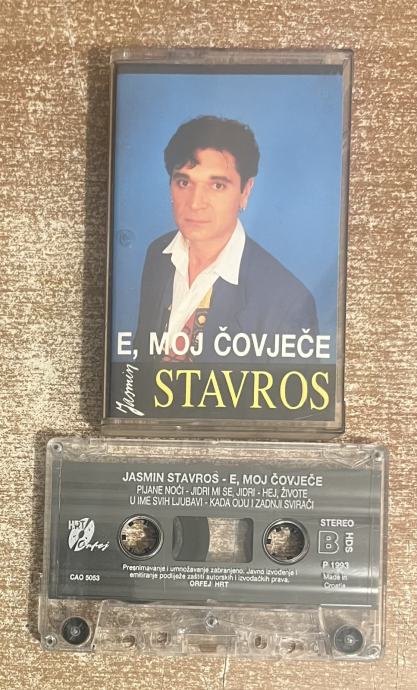 E, MOJ ČOVJEČE
Jasmin
STAVROS
JASMIN STAVROS - E, MOJ ČOVJEČE
PIJANE NOĆI - JIDRI MI SE, JIDRI - HEJ, ŽIVOTE
U IME SVIH LJUBAVI - KADA ODU I ZADNJI SVIRAČI
HRT
Orfej
STEREO
B
HDS
P 1993
Made in
Croatia
CAO 5053
Presnimavanje i umnožavanje zabranjeno. Javno izvođenje i
emitiranje podliježe zaštiti autorskih i izvođačkih prava.
ORFEJ HRT